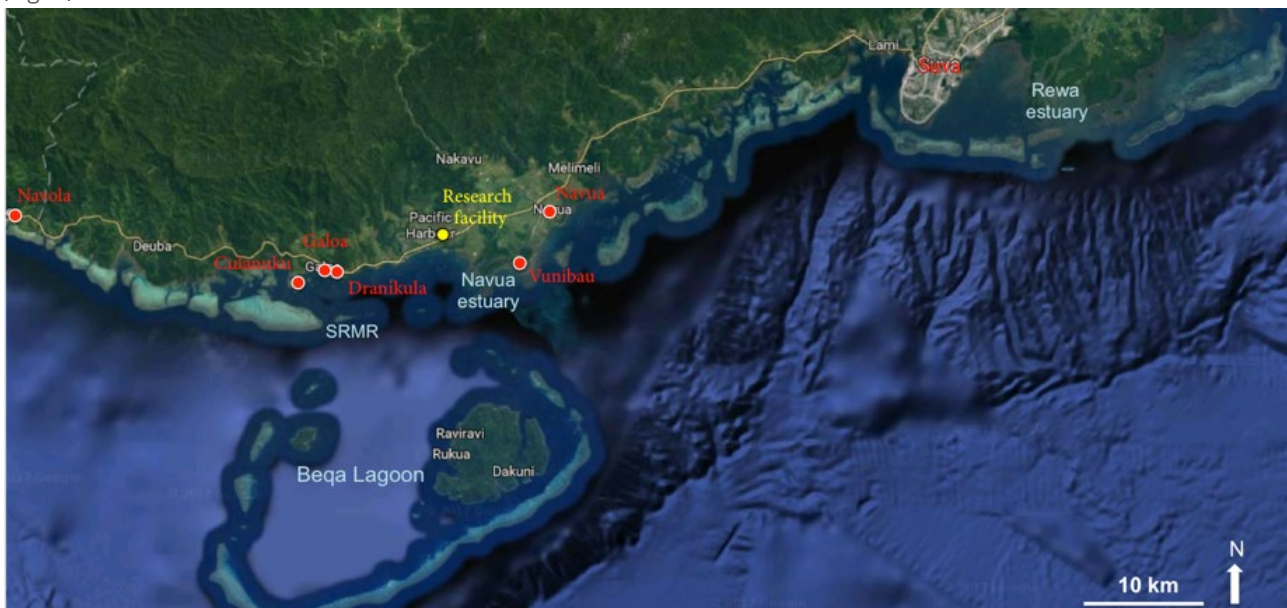 Lami
Suva
Rewa
estuary
Nakavu
Melimeli
Navola
Research
facility
Navua
Pacific
Harbour
Deuba
Galoa
Culanuku
Dranikula
Navua
estuary
Vunibau
SRMR
Raviravi
Rukua
Beqa Lagoon
Dakuni
N
10 km